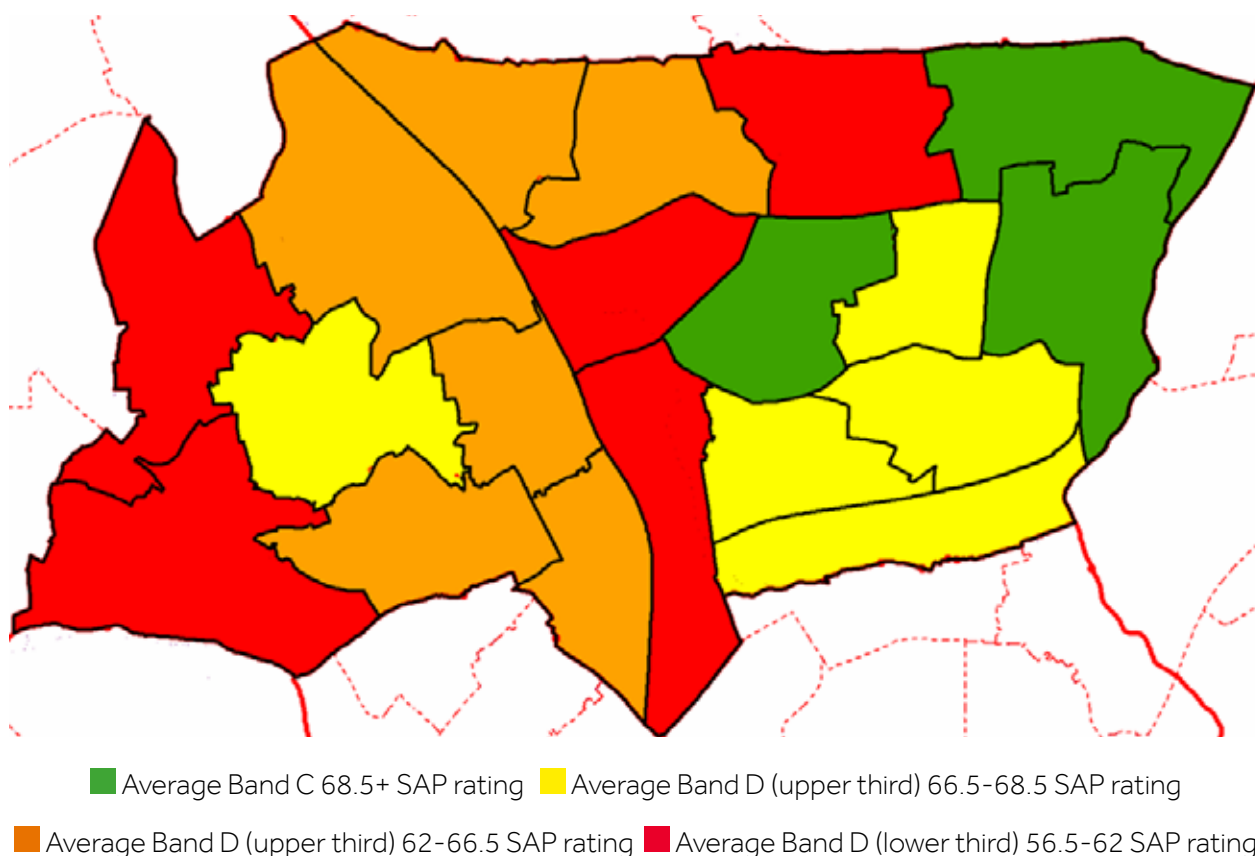 Average Band C 68.5+ SAP rating Average Band D (upper third) 66.5-68.5 SAP rating
Average Band D (upper third) 62-66.5 SAP rating Average Band D (lower third) 56.5-62 SAP rating